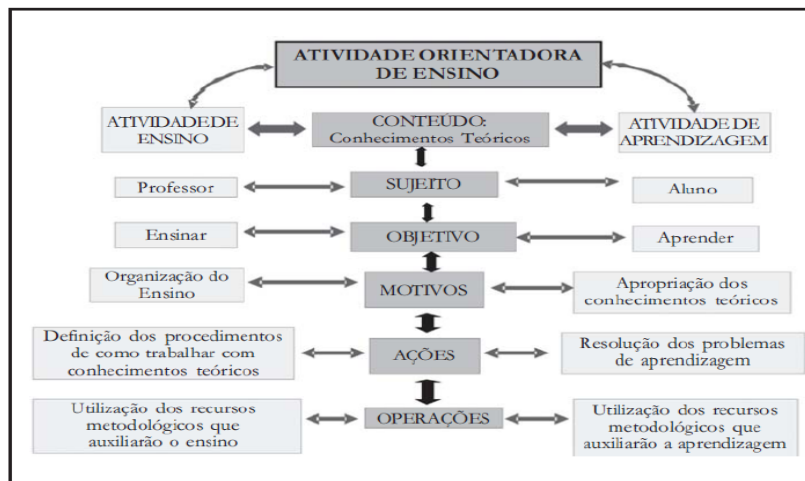 ATIVIDADE ORIENTADORA
DE ENSINO
ATIVIDADE DE
ENSINO
CONTEÚDO:
Conhecimentos Teóricos
ATIVIDADE DE
APRENDIZAGEM
Professor
SUJEITO
Aluno
Ensinar
OBJETIVO
Aprender
Organização do
Ensino
MOTIVOS
Apropriação dos
conhecimentos teóricos
Definição dos procedimentos
de como trabalhar com
conhecimentos teóricos
AÇÕES
Resolução dos problemas
de aprendizagem
Utilização dos recursos
metodológicos que
auxiliarão o ensino
OPERAÇÕES
Utilização dos recursos
metodológicos que
auxiliarão a aprendizagem